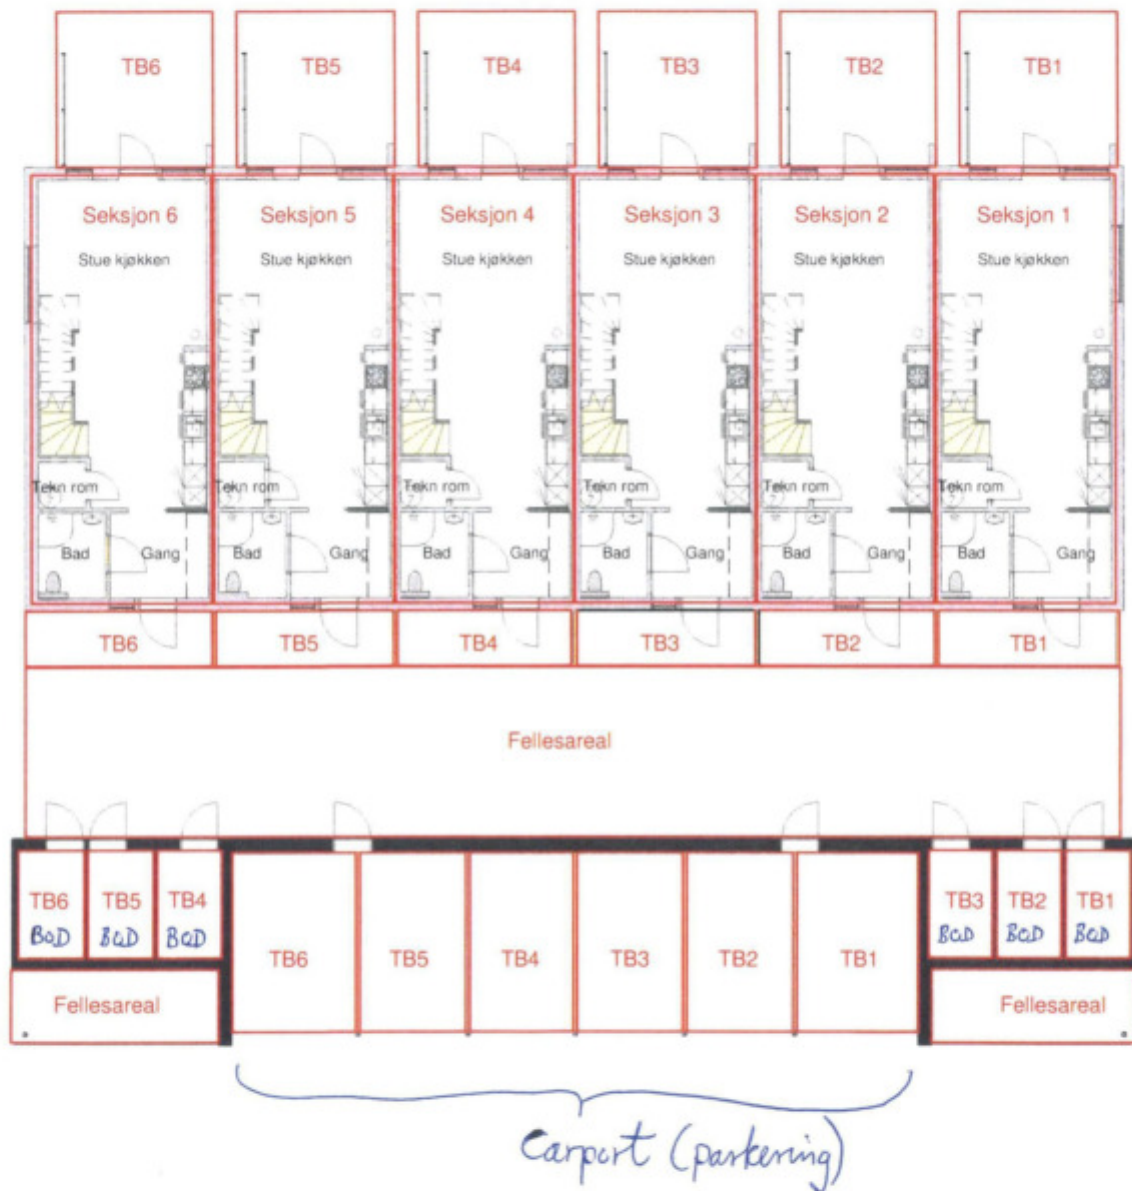 TB6 TB5 TB4 TB3 TB2 TB1
Seksjon 6 Seksjon 5 Seksjon 4 Seksjon 3 Seksjon 2 Seksjon 1
Stue kjøkken Stue kjøkken Stue kjøkken Stue kjøkken Stue kjøkken Stue kjøkken
Tekn rom Tekn rom Tekn rom Tekn rom Tekn rom Tekn rom
Bad Gang Bad Gang Bad Gang Bad Gang Bad Gang Bad Gang
TB6 TB5 TB4 TB3 TB2 TB1
Fellesareal
TB6 TB5 TB4 TB3 TB2 TB1
BOD BOD BOD BOD BOD BOD
TB6 TB5 TB4 TB3 TB2 TB1
Fellesareal Fellesareal
Carport (parkering)